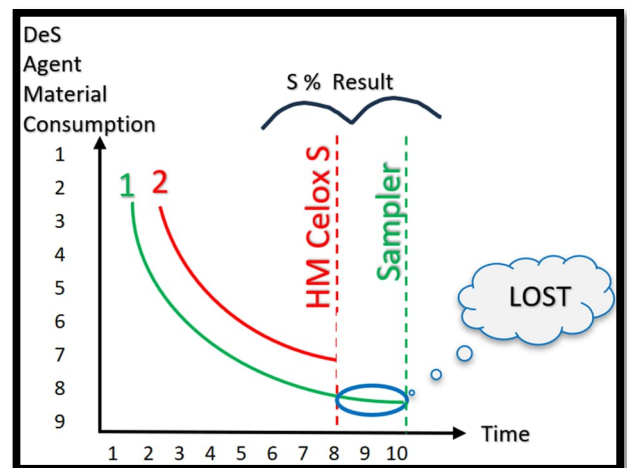 DeS
Agent
Material
Consumption
S % Result
1
2
3
4
5
6
7
8
9
1
2
HM Celox S
Sampler
LOST
Time
1 2 3 4 5 6 7 8 9 10